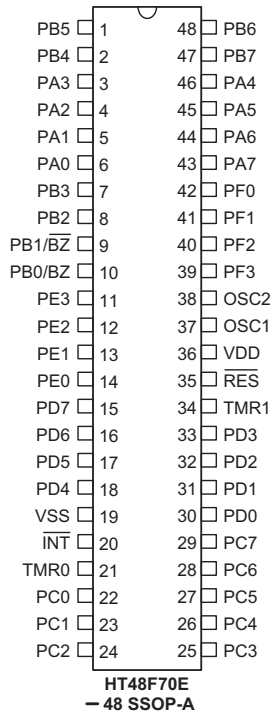 PB5 1 48 PB6
PB4 2 47 PB7
PA3 3 46 PA4
PA2 4 45 PA5
PA1 5 44 PA6
PA0 6 43 PA7
PB3 7 42 PF0
PB2 8 41 PF1
PB1/B̅Z̅ 9 40 PF2
PB0/BZ 10 39 PF3
PE3 11 38 OSC2
PE2 12 37 OSC1
PE1 13 36 VDD
PE0 14 35 R̅E̅S̅
PD7 15 34 TMR1
PD6 16 33 PD3
PD5 17 32 PD2
PD4 18 31 PD1
VSS 19 30 PD0
I̅N̅T̅ 20 29 PC7
TMR0 21 28 PC6
PC0 22 27 PC5
PC1 23 26 PC4
PC2 24 25 PC3
HT48F70E
– 48 SSOP-A